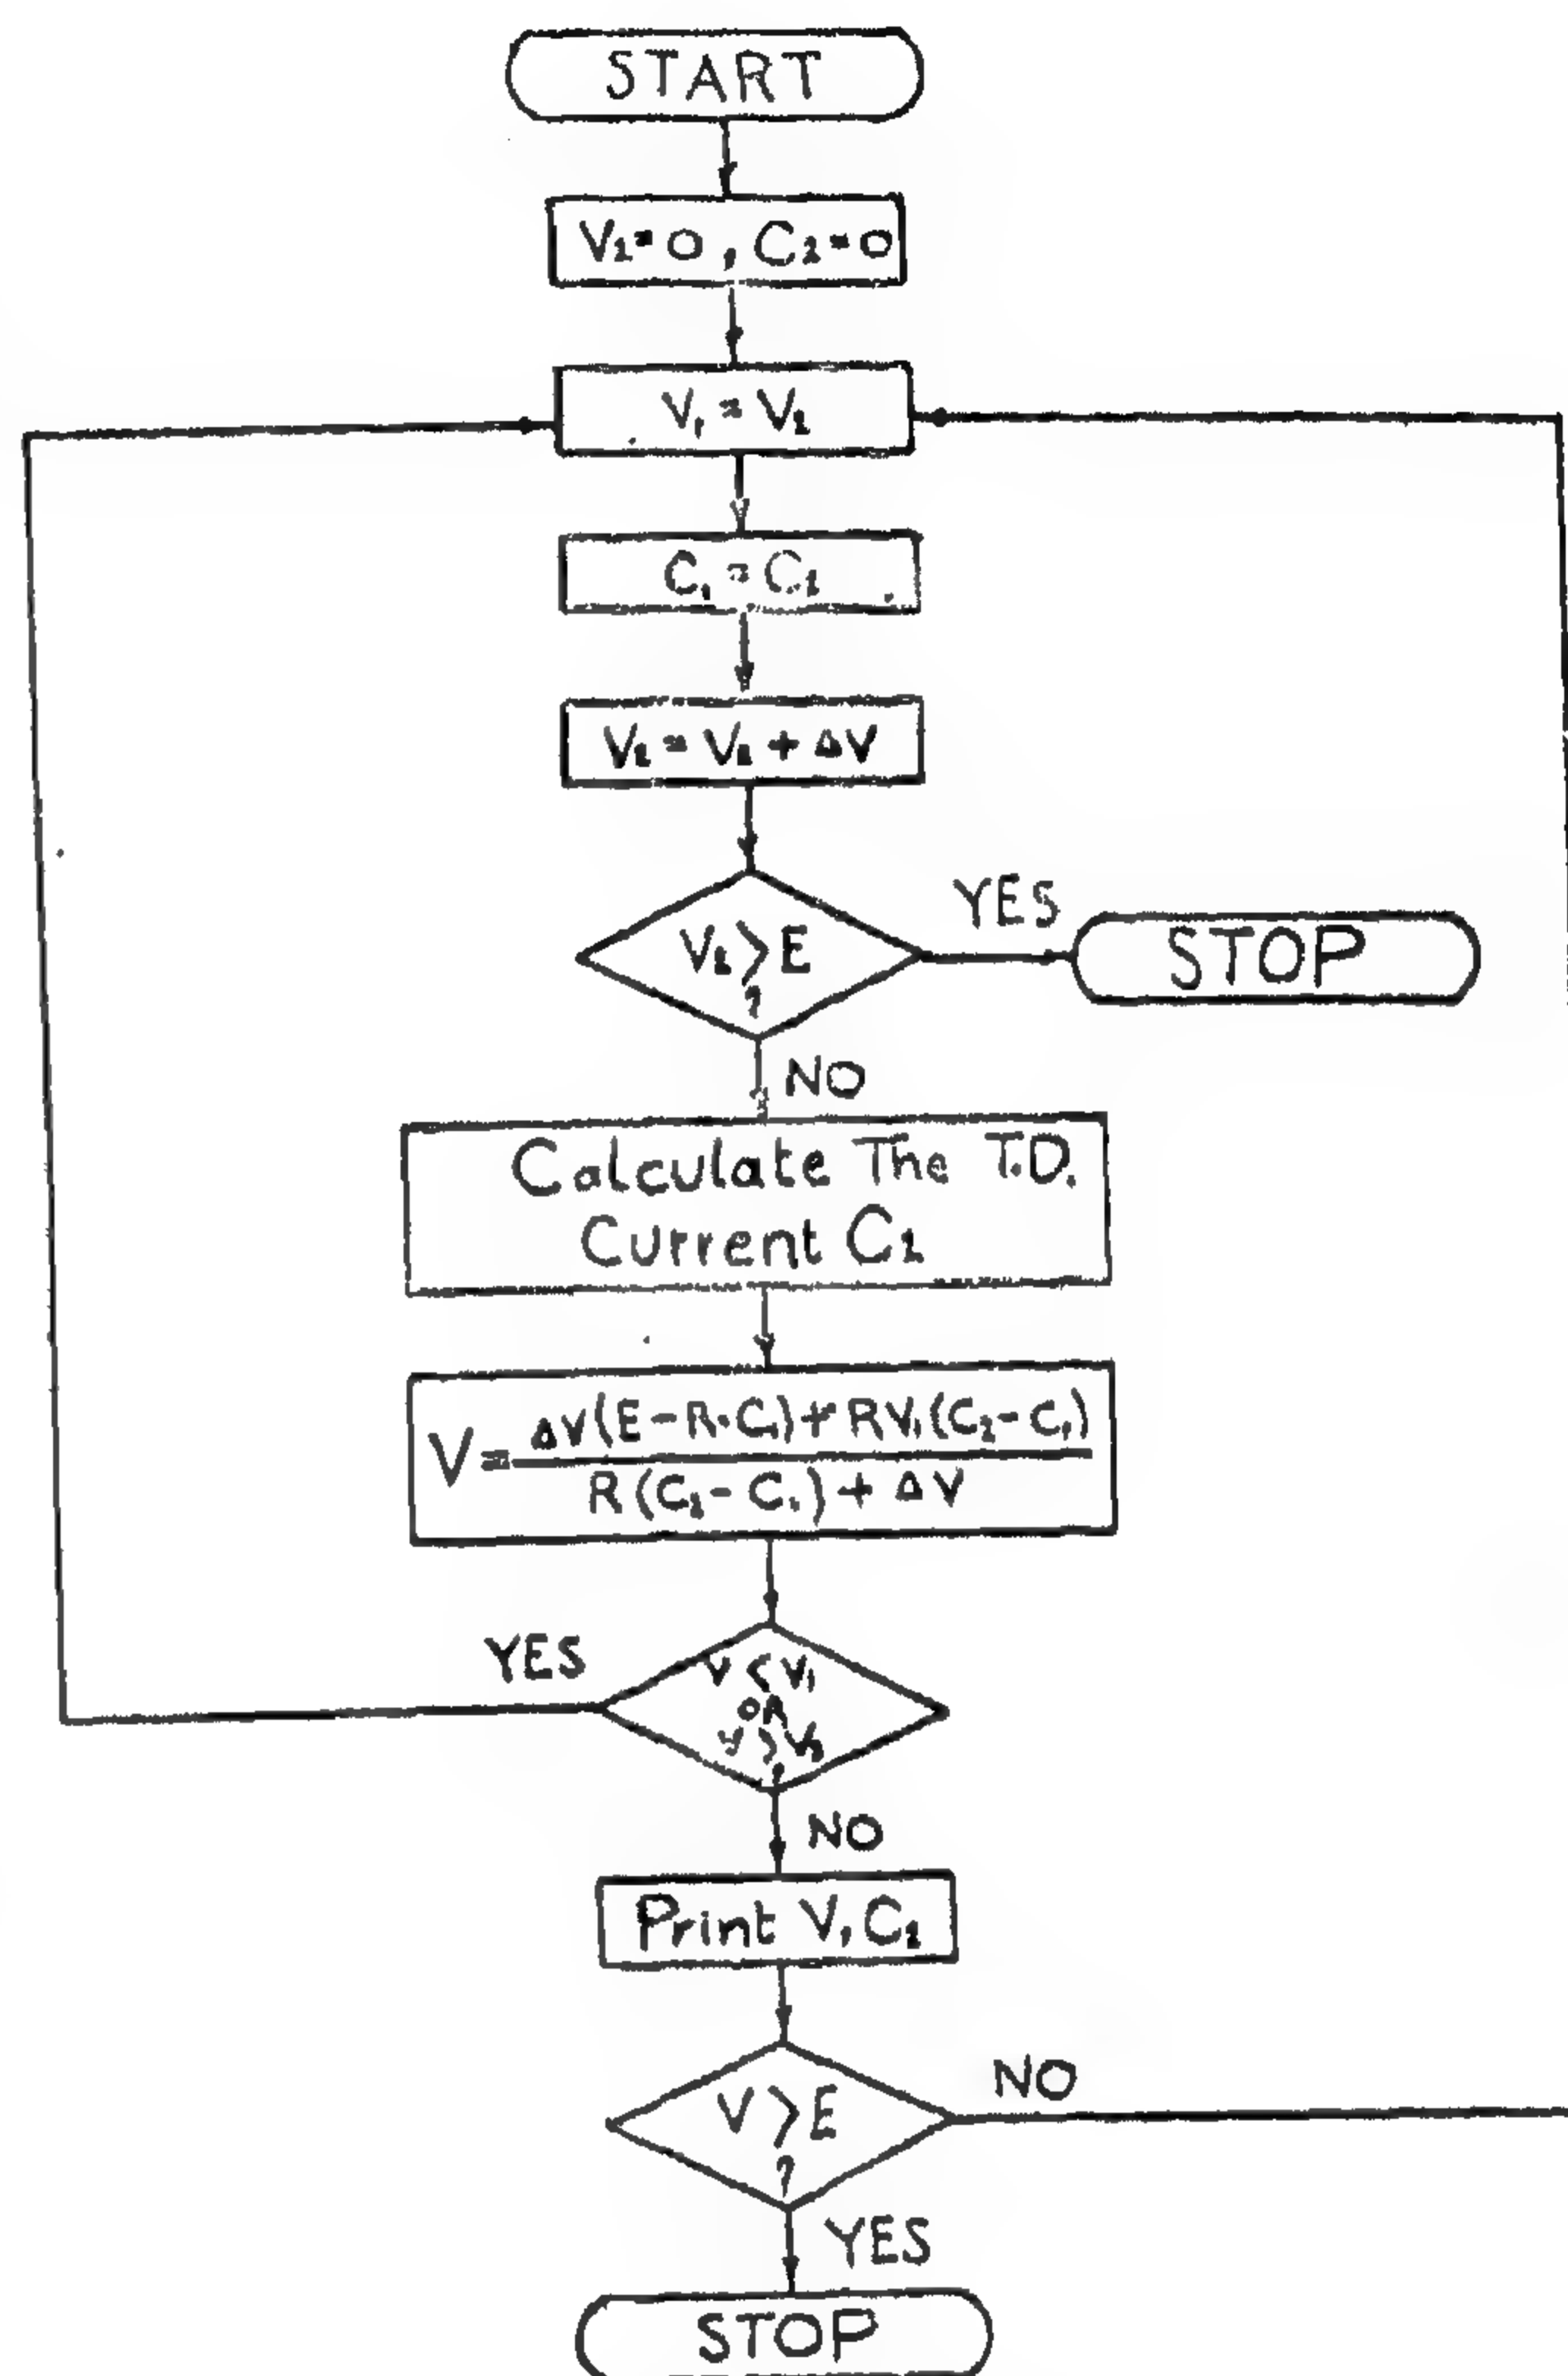 START
V₂=0, C₂=0
V₁ = V₂
C₁ = C₂
V₂ = V₂ + ΔV
V₂ > E
?
YES
STOP
NO
Calculate The T.D.
Current C₂
V = ΔV(E-R·C₁)+RV₁(C₂-C₁)
R(C₂-C₁)+ ΔV
YES
V < V₁
OR
V > V₂
?
NO
Print V, C₂
V > E
?
NO
YES
STOP